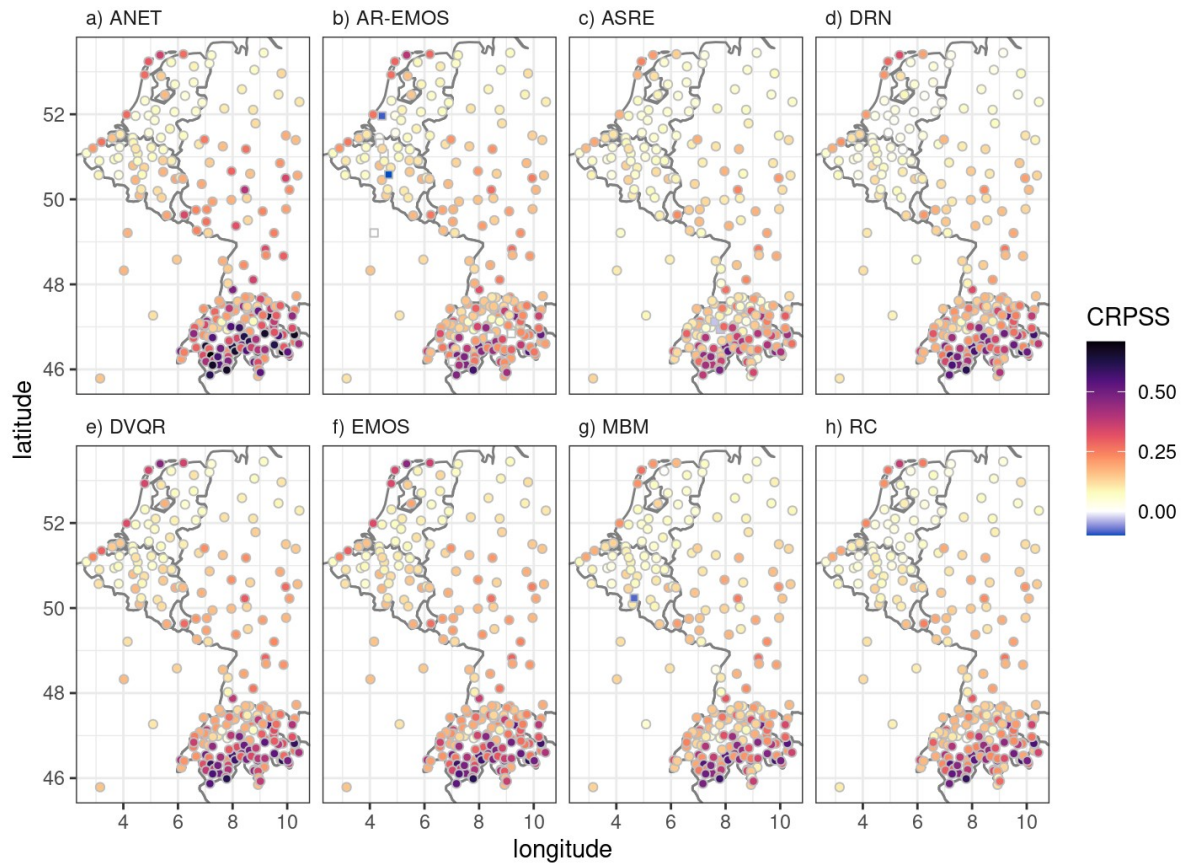 a) ANET
b) AR-EMOS
c) ASRE
d) DRN
52
50
48
46
e) DVQR
f) EMOS
g) MBM
h) RC
52
50
48
46
4 6 8 10
4 6 8 10
4 6 8 10
4 6 8 10
latitude
longitude
CRPSS
0.50
0.25
0.00